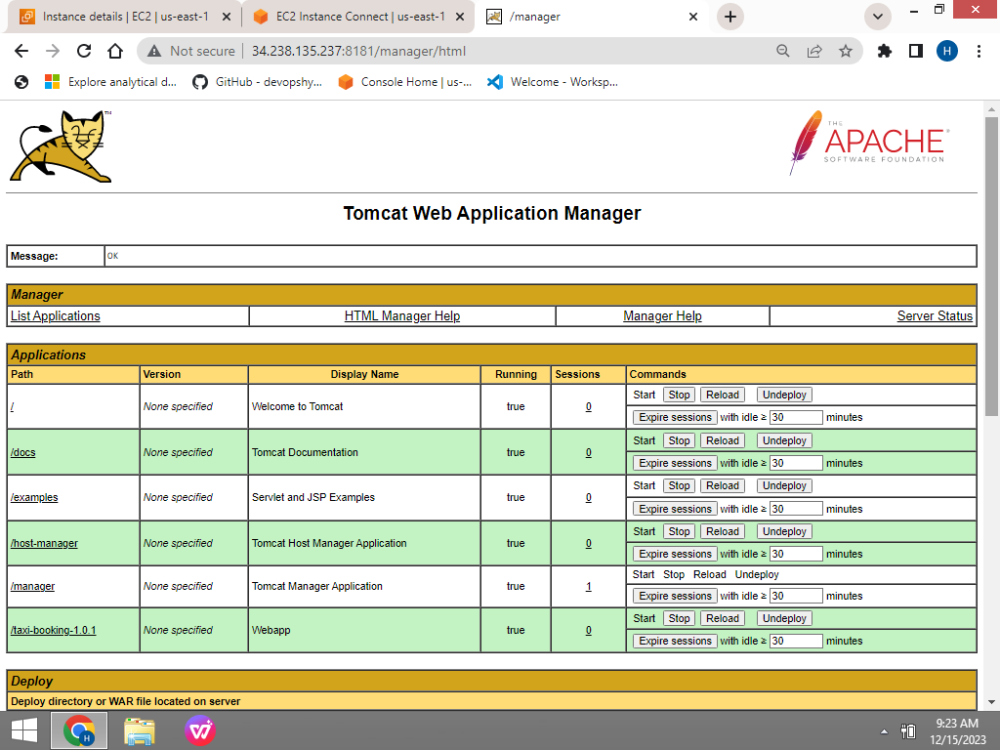 Instance details | EC2 | us-east-1
EC2 Instance Connect | us-east-1
/manager
Not secure
34.238.135.237:8181/manager/html
H
Explore analytical d...
GitHub - devopshy...
Console Home | us-...
Welcome - Worksp...
TM
THE
APACHE®
SOFTWARE FOUNDATION
Tomcat Web Application Manager
Message: OK
Manager
List Applications HTML Manager Help Manager Help Server Status
Applications
Path Version Display Name Running Sessions Commands
/ None specified Welcome to Tomcat true 0 Start Stop Reload Undeploy
Expire sessions with idle ≥ 30 minutes
/docs None specified Tomcat Documentation true 0 Start Stop Reload Undeploy
Expire sessions with idle ≥ 30 minutes
/examples None specified Servlet and JSP Examples true 0 Start Stop Reload Undeploy
Expire sessions with idle ≥ 30 minutes
/host-manager None specified Tomcat Host Manager Application true 0 Start Stop Reload Undeploy
Expire sessions with idle ≥ 30 minutes
/manager None specified Tomcat Manager Application true 1 Start Stop Reload Undeploy
Expire sessions with idle ≥ 30 minutes
/taxi-booking-1.0.1 None specified Webapp true 0 Start Stop Reload Undeploy
Expire sessions with idle ≥ 30 minutes
Deploy
Deploy directory or WAR file located on server
H
9:23 AM
12/15/2023